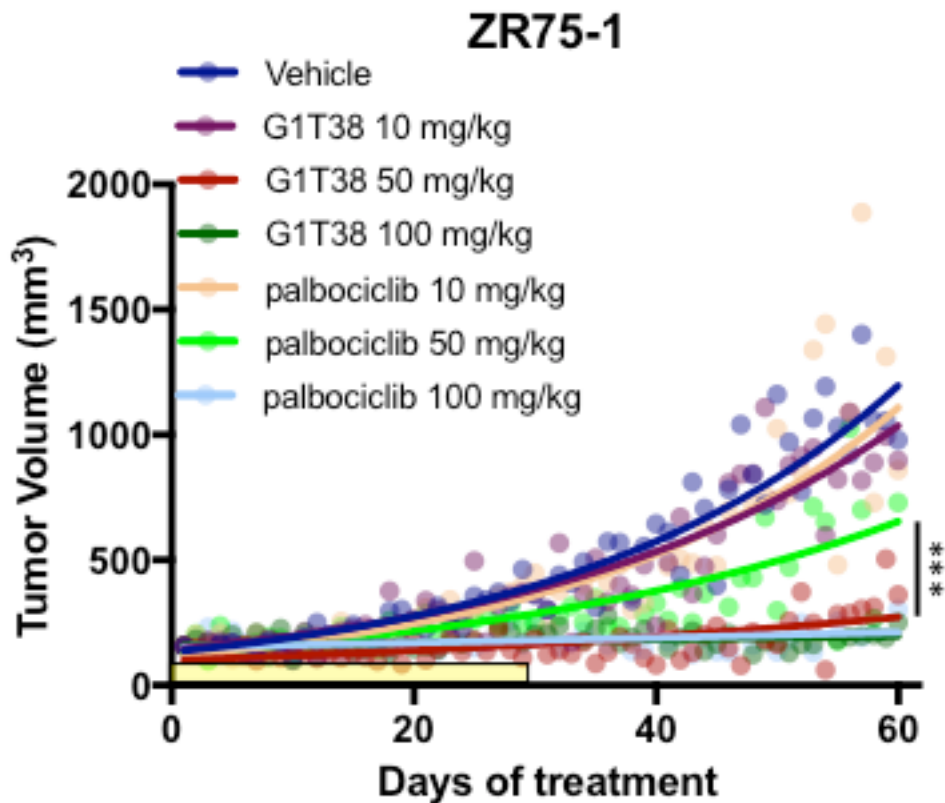 ZR75-1
Vehicle
G1T38 10 mg/kg
G1T38 50 mg/kg
G1T38 100 mg/kg
palbociclib 10 mg/kg
palbociclib 50 mg/kg
palbociclib 100 mg/kg
Tumor Volume (mm³)
2000
1500
1000
500
0
***
0 20 40 60
Days of treatment